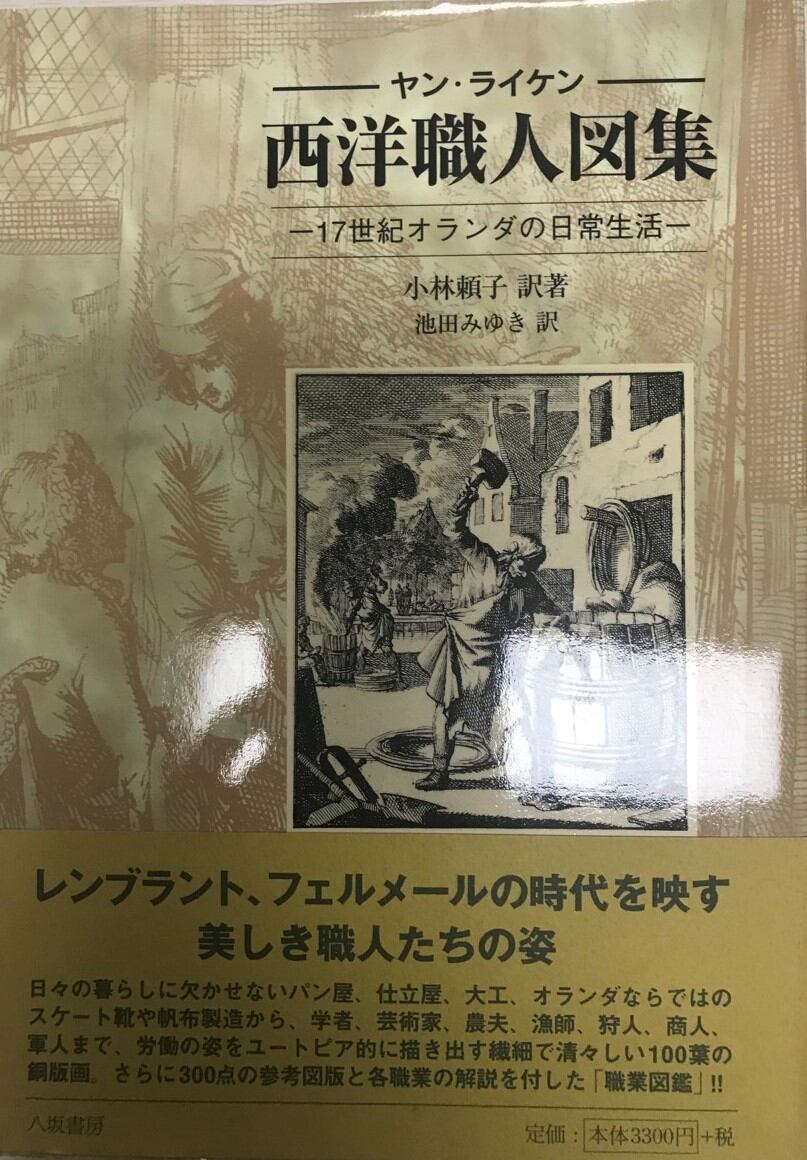 ヤン・ライケン
西洋職人図集
―17世紀オランダの日常生活―
小林頼子 訳著
池田みゆき 訳
レンブラント、フェルメールの時代を映す
美しき職人たちの姿
日々の暮らしに欠かせないパン屋、仕立屋、大工、オランダならではの
スケート靴や帆布製造から、学者、芸術家、農夫、漁師、狩人、商人、
軍人まで、労働の姿をユートピア的に描き出す繊細で清々しい100葉の
銅版画。さらに300点の参考図版と各職業の解説を付した「職業図鑑」!!
八坂書房
定価：本体3300円+税